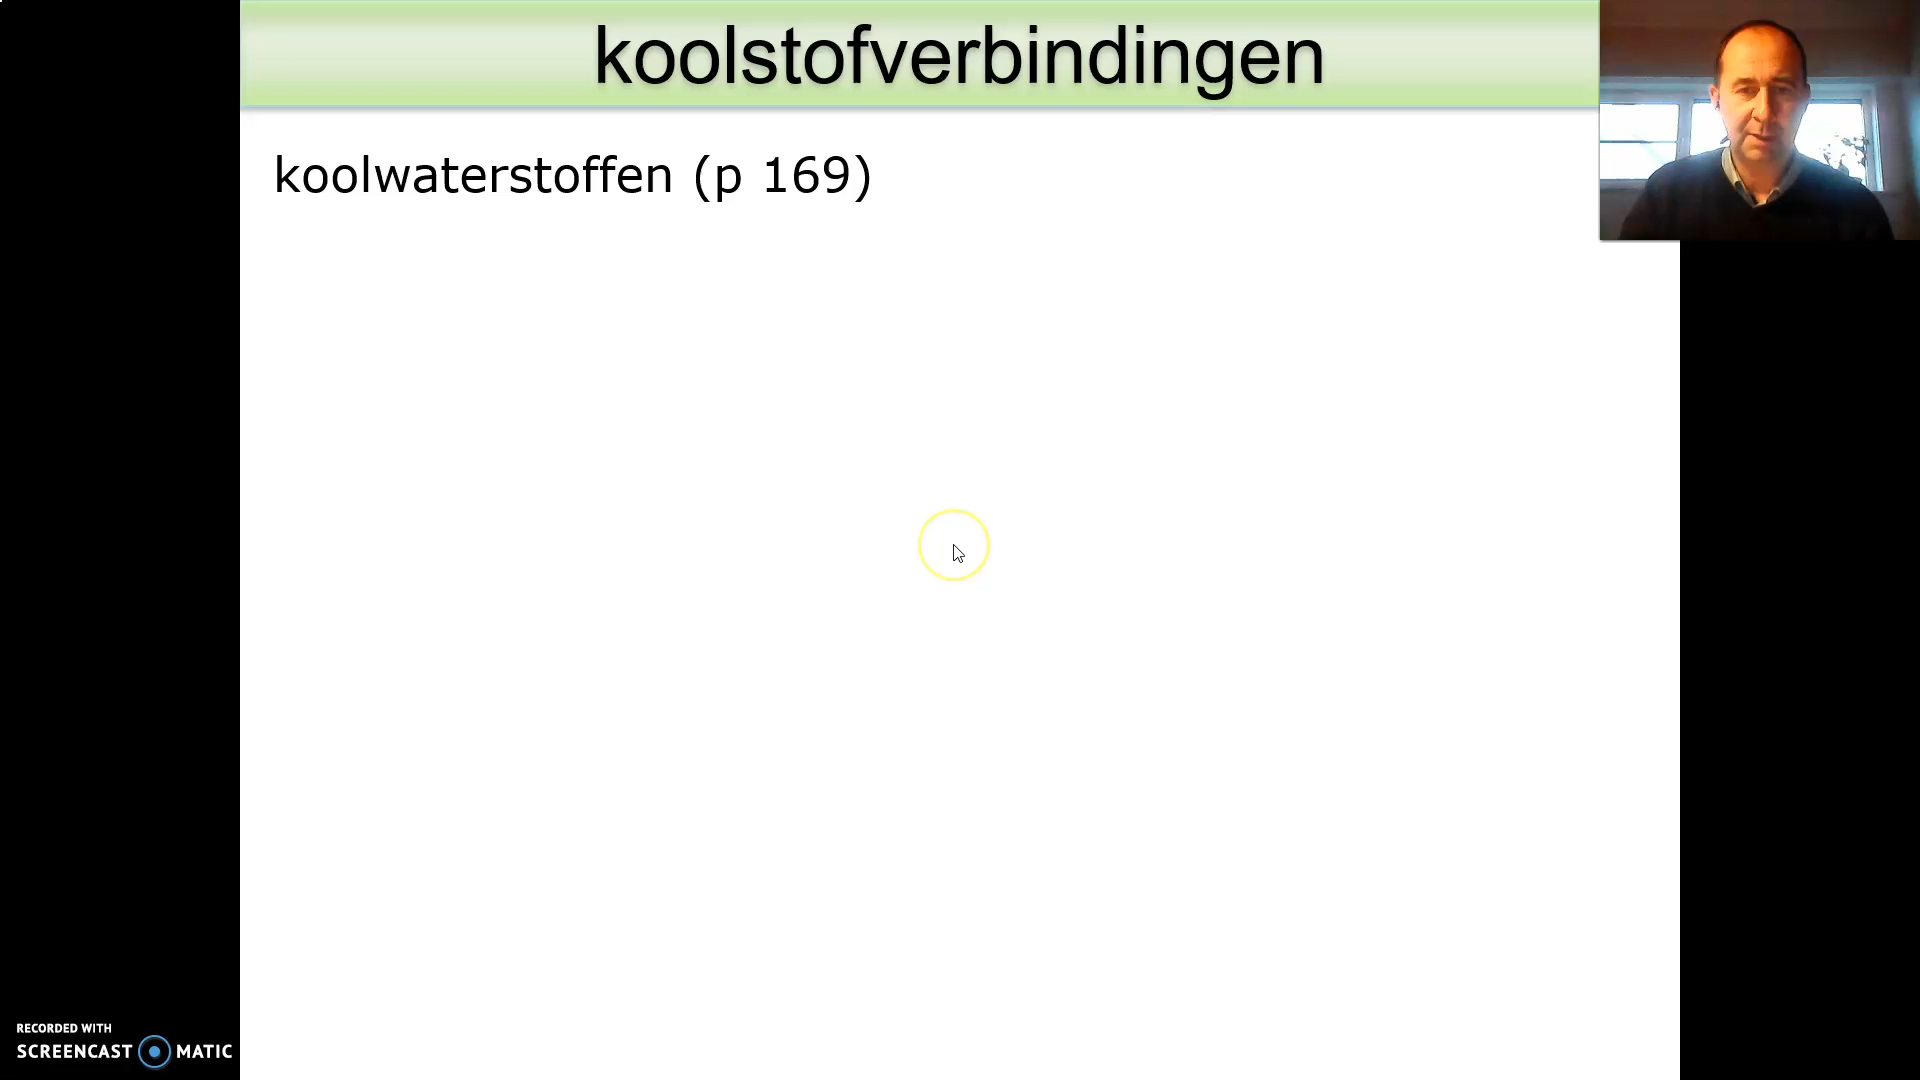 koolstofverbindingen
koolwaterstoffen (p 169)
RECORDED WITH
SCREENCAST MATIC